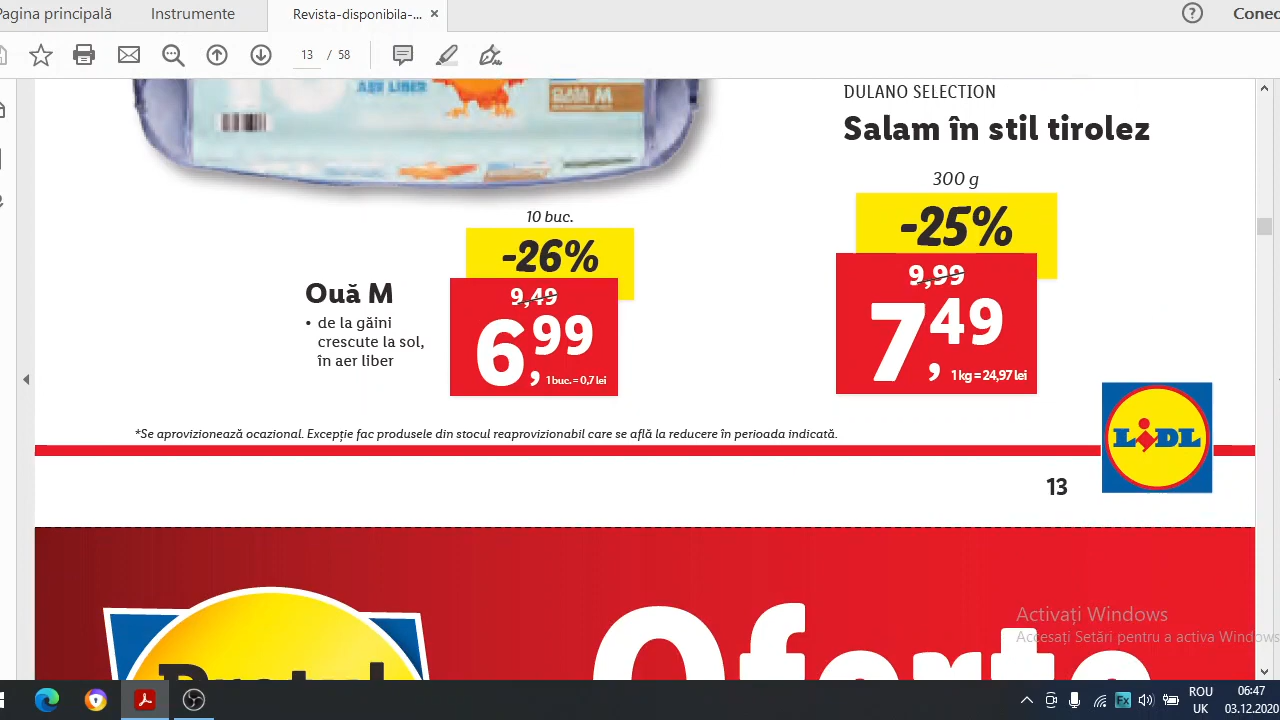 Pagina principală
Instrumente
Revista-disponibila-...
×
?
Conec
13 / 58
AER LIBER
DULANO SELECTION
Salam în stil tirolez
300 g
-25%
9,99
7,49
1 kg = 24,97 lei
10 buc.
-26%
9,49
6,99
1 buc. = 0,7 lei
Ouă M
• de la găini
crescute la sol,
în aer liber
*Se aprovizionează ocazional. Excepție fac produsele din stocul reaprovizionabil care se află la reducere în perioada indicată.
LIDL
13
Oferte
Activați Windows
Accesați Setări pentru a activa Windows
Fx
ROU
UK
06:47
03.12.2020